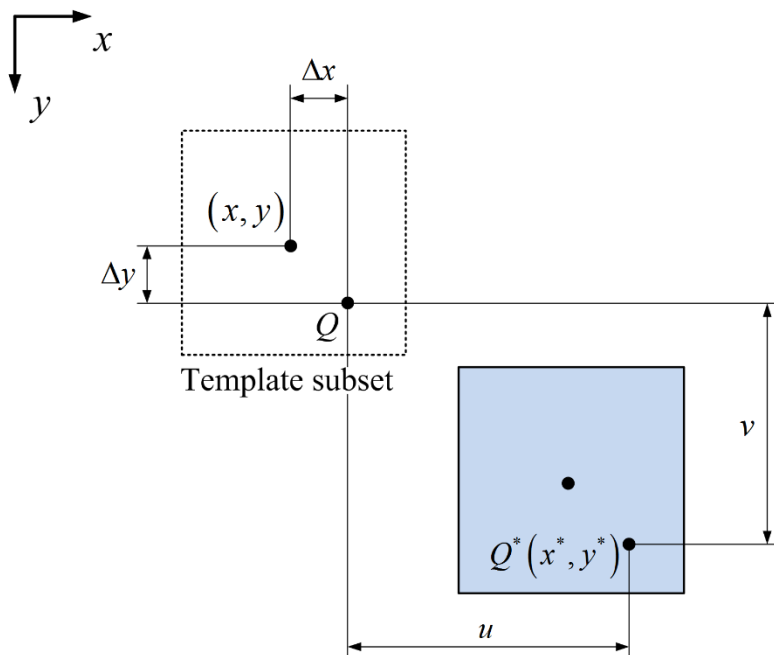 x
y
Δx
(x, y)
Δy
Q
Template subset
v
Q*(x*, y*)
u